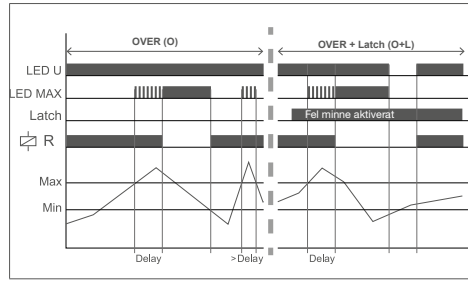 OVER (O)
OVER + Latch (O+L)
LED U
LED MAX
Latch
Fel minne aktiverat
R
Max
Min
Delay
>Delay
Delay